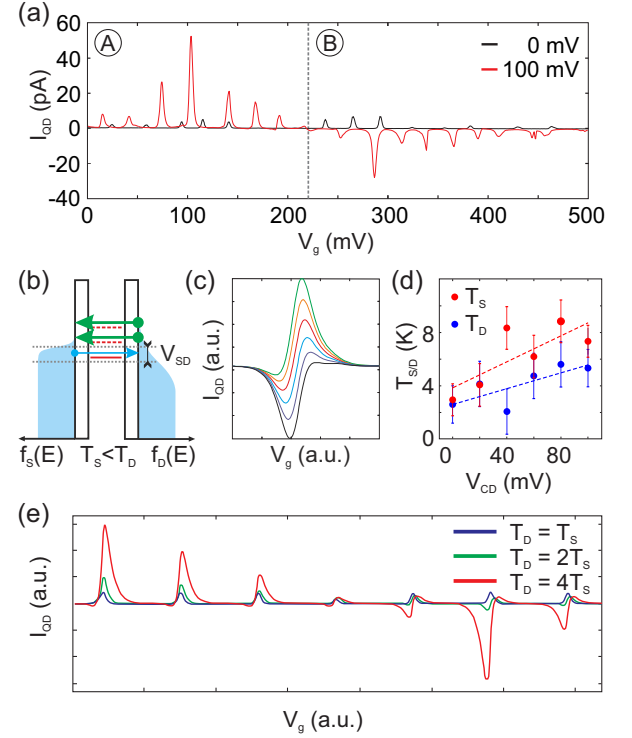 (a)
60
40
20
0
-20
-40
I_QD (pA)
A
B
0 mV
100 mV
0
100
200
300
400
500
V_g (mV)
(b)
V_SD
f_S(E)
T_S<T_D
f_D(E)
(c)
I_QD (a.u.)
V_g (a.u.)
(d)
T_S
T_D
12
8
4
0
T_S/D (K)
0
40
80
V_CD (mV)
(e)
T_D = T_S
T_D = 2T_S
T_D = 4T_S
I_QD (a.u.)
V_g (a.u.)